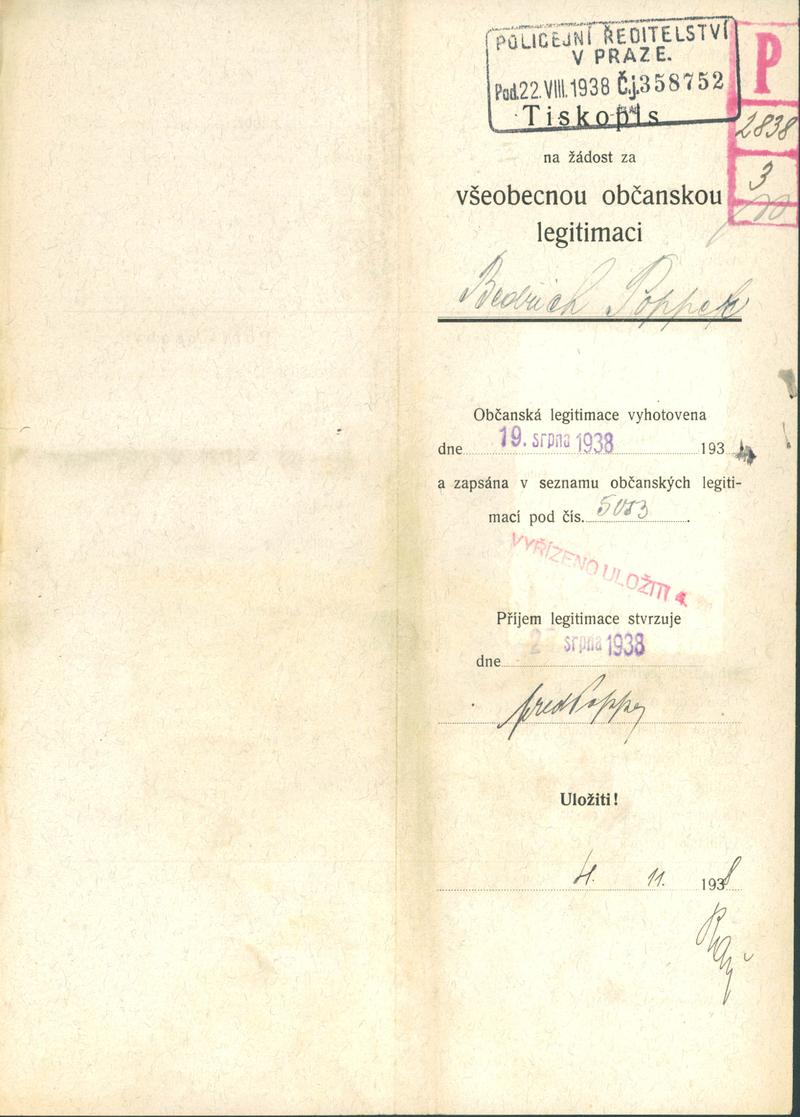 POLICEJNÍ ŘEDITELSTVÍ
V PRAZE.
Pod. 22.VIII.1938 Č.j. 358752
P
2838
3
Tiskopis
na žádost za
všeobecnou občanskou
legitimaci
Bedřich Popper
Občanská legitimace vyhotovena
dne 19. srpna 1938 193
a zapsána v seznamu občanských legiti-
mací pod čís. 5053.
VYŘÍZENO ULOŽITI
Příjem legitimace stvrzuje
dne srpna 1938
Uložiti!
4. 11. 1938